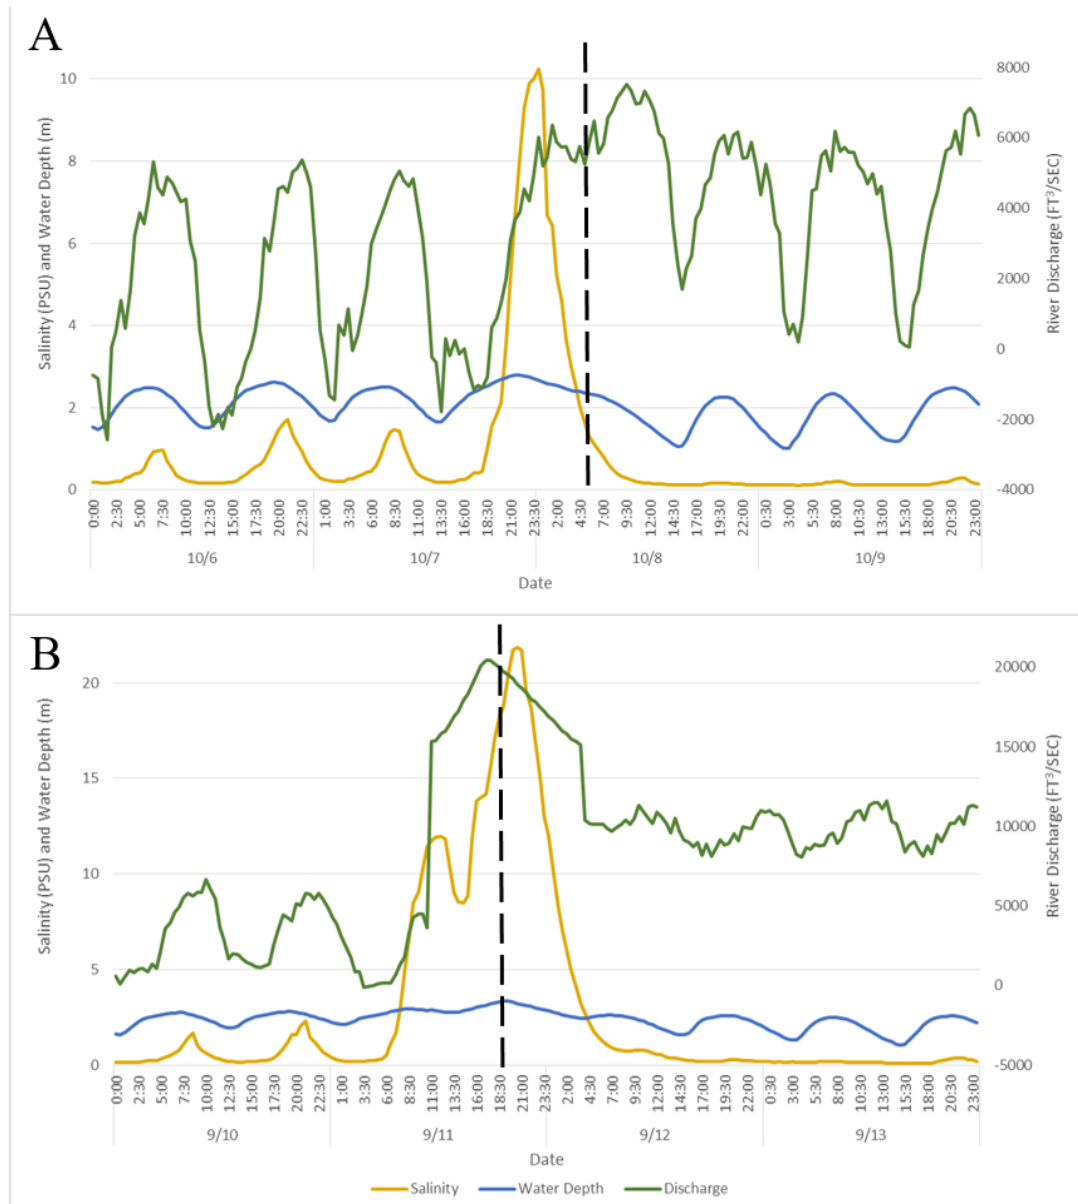 A
Salinity (PSU) and Water Depth (m)
10
8
6
4
2
0
8000
6000
4000
2000
0
-2000
-4000
River Discharge (FT³/SEC)
0:00 2:30 5:00 7:30 10:00 12:30 15:00 17:30 20:00 22:30 1:00 3:30 6:00 8:30 11:00 13:30 16:00 18:30 21:00 23:30 2:00 4:30 7:00 9:30 12:00 14:30 17:00 19:30 22:00 0:30 3:00 5:30 8:00 10:30 13:00 15:30 18:00 20:30 23:00
10/6 10/7 10/8 10/9
Date
B
Salinity (PSU) and Water Depth (m)
20
15
10
5
0
20000
15000
10000
5000
0
-5000
River Discharge (FT³/SEC)
0:00 2:30 5:00 7:30 10:00 12:30 15:00 17:30 20:00 22:30 1:00 3:30 6:00 8:30 11:00 13:30 16:00 18:30 21:00 23:30 2:00 4:30 7:00 9:30 12:00 14:30 17:00 19:30 22:00 0:30 3:00 5:30 8:00 10:30 13:00 15:30 18:00 20:30 23:00
9/10 9/11 9/12 9/13
Date
Salinity Water Depth Discharge